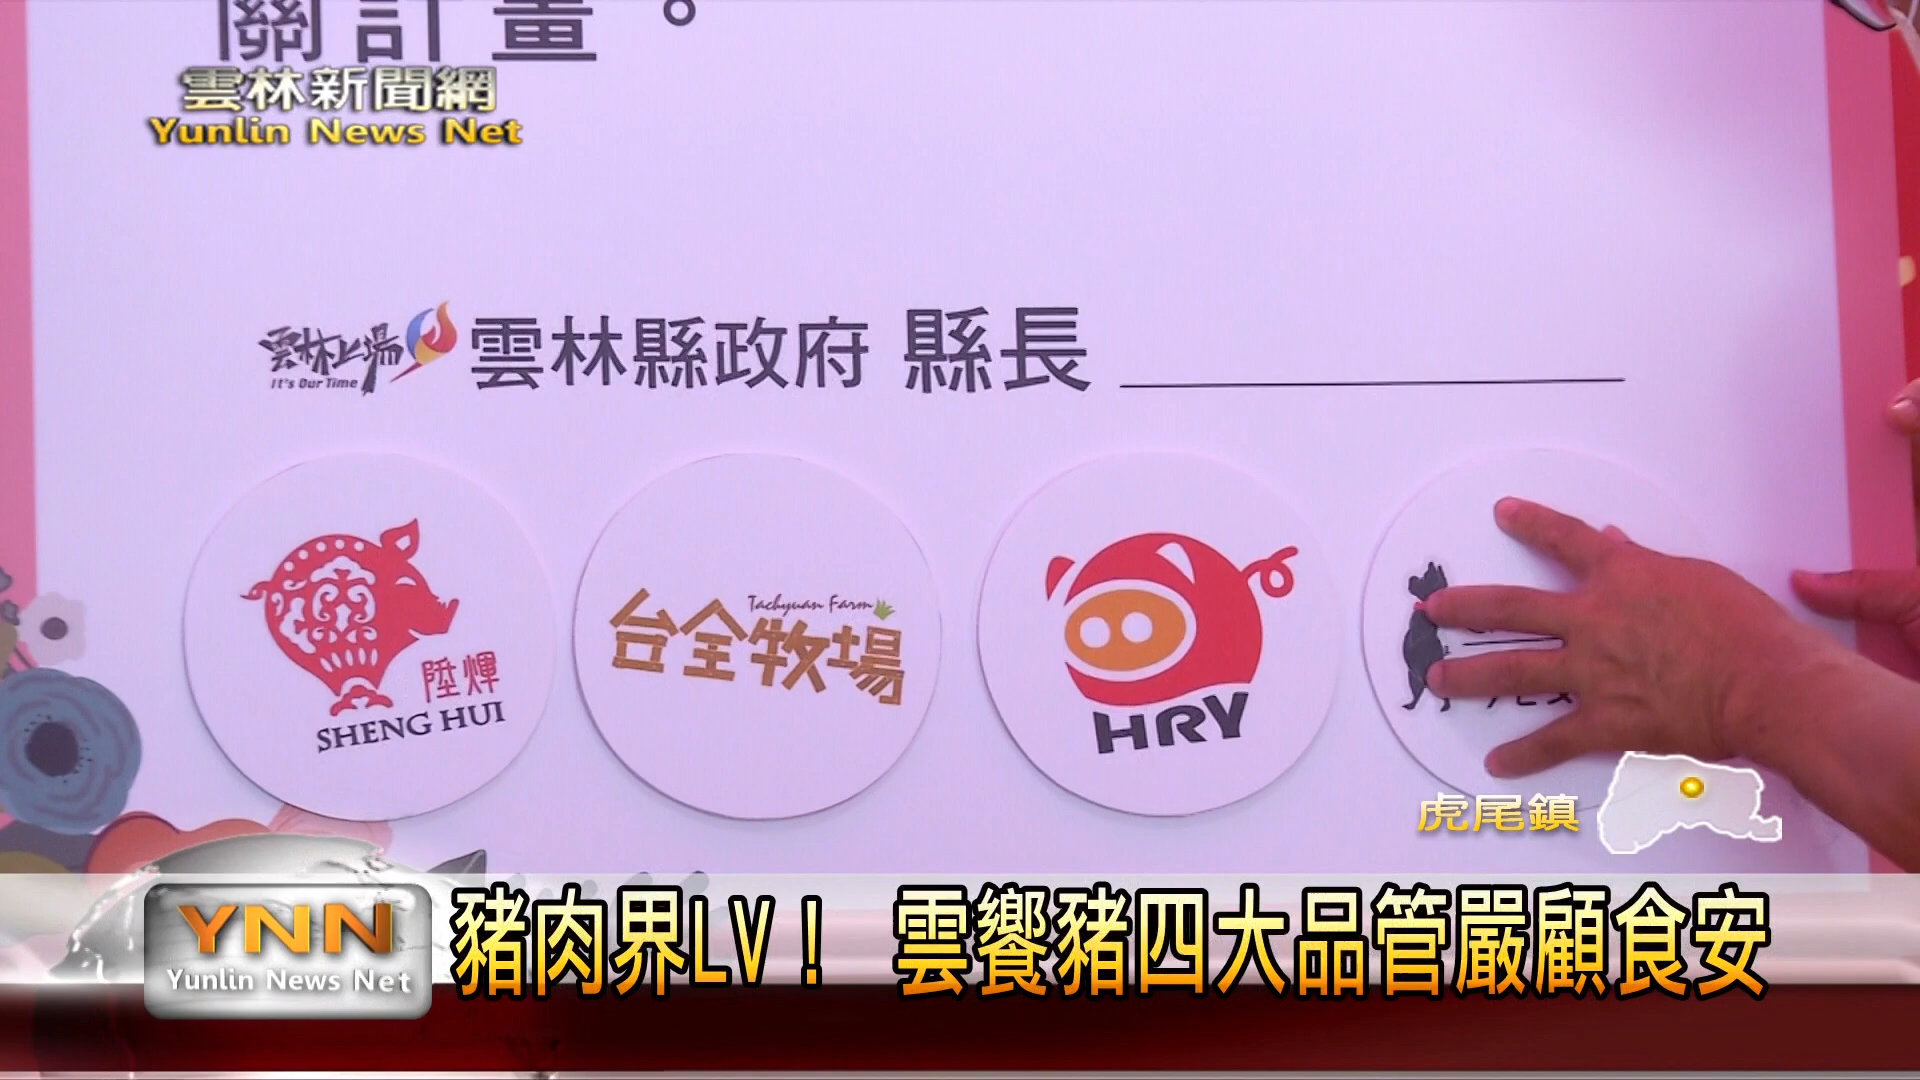 關計畫。
雲林新聞網
Yunlin News Net
雲林上場
It's Our Time
雲林縣政府 縣長
陞煇
SHENG HUI
Tachyuan Farm
台全牧場
HRY
虎尾鎮
YNN
Yunlin News Net
豬肉界LV！ 雲饗豬四大品管嚴顧食安